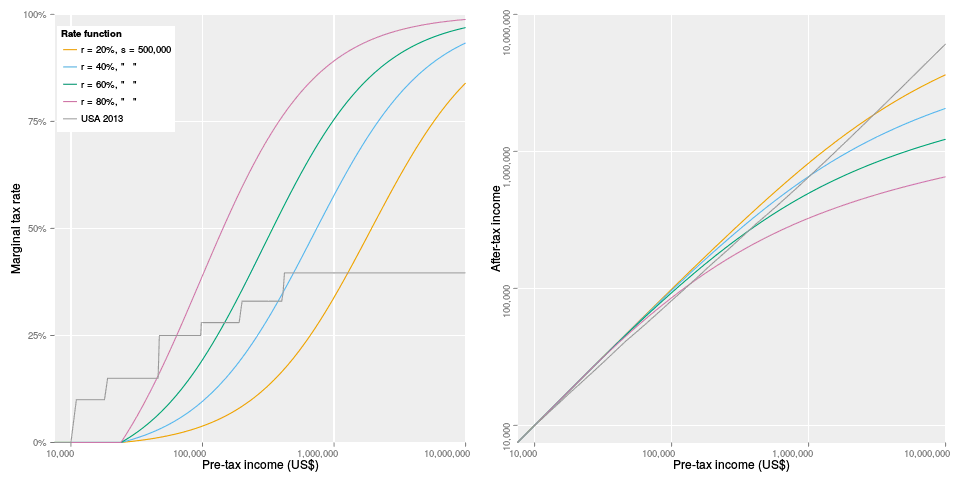 100%
75%
50%
25%
0%
Marginal tax rate
Rate function
r = 20%, s = 500,000
r = 40%, " "
r = 60%, " "
r = 80%, " "
USA 2013
10,000
100,000
1,000,000
10,000,000
Pre-tax income (US$)
10,000,000
1,000,000
100,000
10,000
After-tax income
10,000
100,000
1,000,000
10,000,000
Pre-tax income (US$)